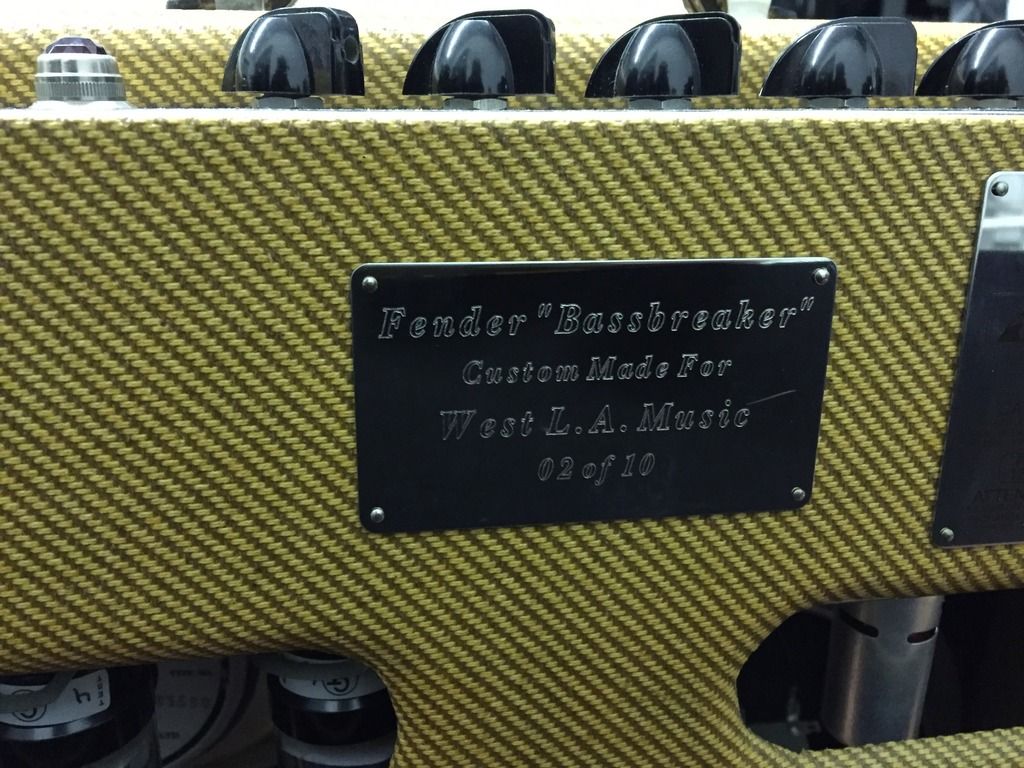 Fender "Bassbreaker"
Custom Made For
West L.A. Music
02 of 10